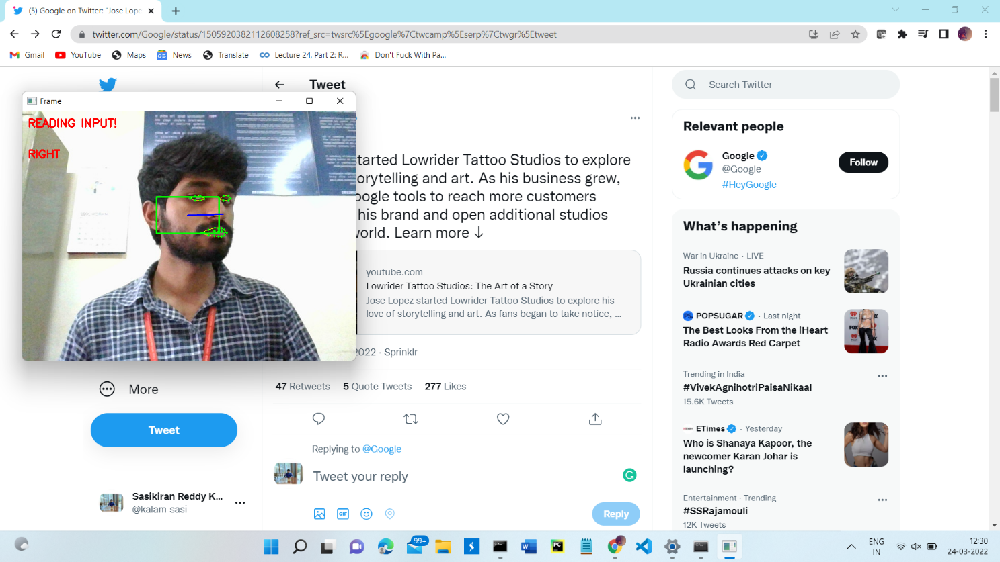 (5) Google on Twitter: "Jose Lope
twitter.com/Google/status/1505920382112608258?ref_src=twsrc%5Egoogle%7Ctwcamp%5Eserp%7Ctwgr%5Etweet
Gmail YouTube Maps News Translate Lecture 24, Part 2: R... Don't Fuck With Pa...
Tweet
Search Twitter
Frame
READING INPUT!
RIGHT
tarted Lowrider Tattoo Studios to explore
orytelling and art. As his business grew,
oogle tools to reach more customers
his brand and open additional studios
world. Learn more ↓
youtube.com
Lowrider Tattoo Studios: The Art of a Story
Jose Lopez started Lowrider Tattoo Studios to explore his
love of storytelling and art. As fans began to take notice, ...
2022 · Sprinklr
47 Retweets 5 Quote Tweets 277 Likes
Replying to @Google
Tweet your reply
GIF
Reply
More
Tweet
Sasikiran Reddy K...
@kalam_sasi
Relevant people
Google
@Google
#HeyGoogle
Follow
What's happening
War in Ukraine · LIVE
Russia continues attacks on key
Ukrainian cities
PS. POPSUGAR · Last night
The Best Looks From the iHeart
Radio Awards Red Carpet
Trending in India
#VivekAgnihotriPaisaNikaal
15.6K Tweets
ETimes · Yesterday
Who is Shanaya Kapoor, the
newcomer Karan Johar is
launching?
Entertainment · Trending
#SSRajamouli
12K Tweets
99+
PC
ENG
IN
12:30
24-03-2022